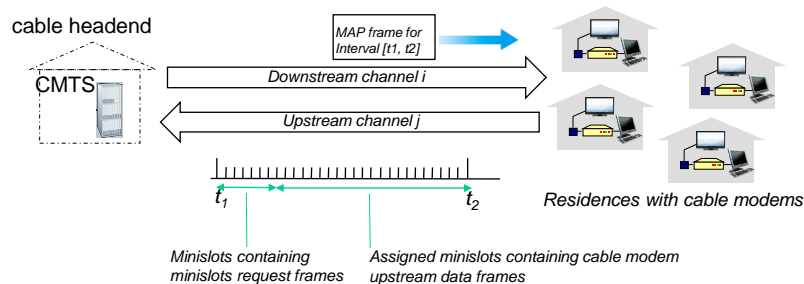 cable headend
MAP frame for
Interval [t1, t2]
CMTS
Downstream channel i
Upstream channel j
t1
t2
Residences with cable modems
Minislots containing
minislots request frames
Assigned minislots containing cable modem
upstream data frames